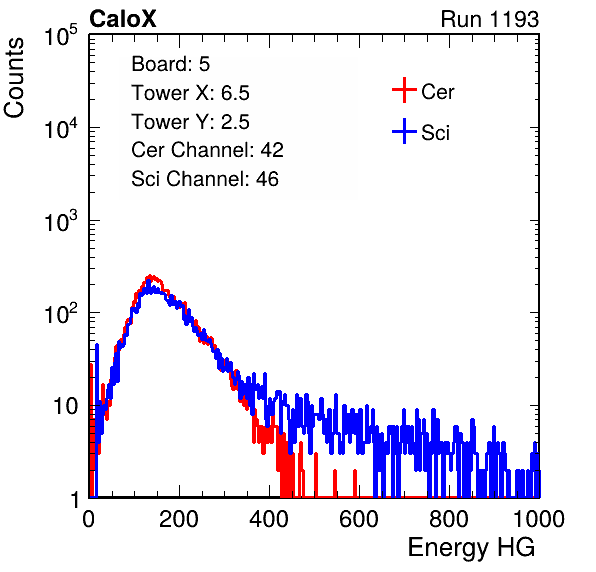 CaloX Run 1193
Counts
Board: 5
Tower X: 6.5
Tower Y: 2.5
Cer Channel: 42
Sci Channel: 46
Cer
Sci
10^5
10^4
10^3
10^2
10
1
0 200 400 600 800 1000
Energy HG